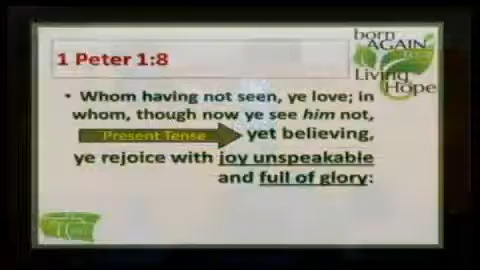 born
AGAIN
Living
Hope
1 Peter 1:8
• Whom having not seen, ye love; in
whom, though now ye see him not,
Present Tense yet believing,
ye rejoice with joy unspeakable
and full of glory: